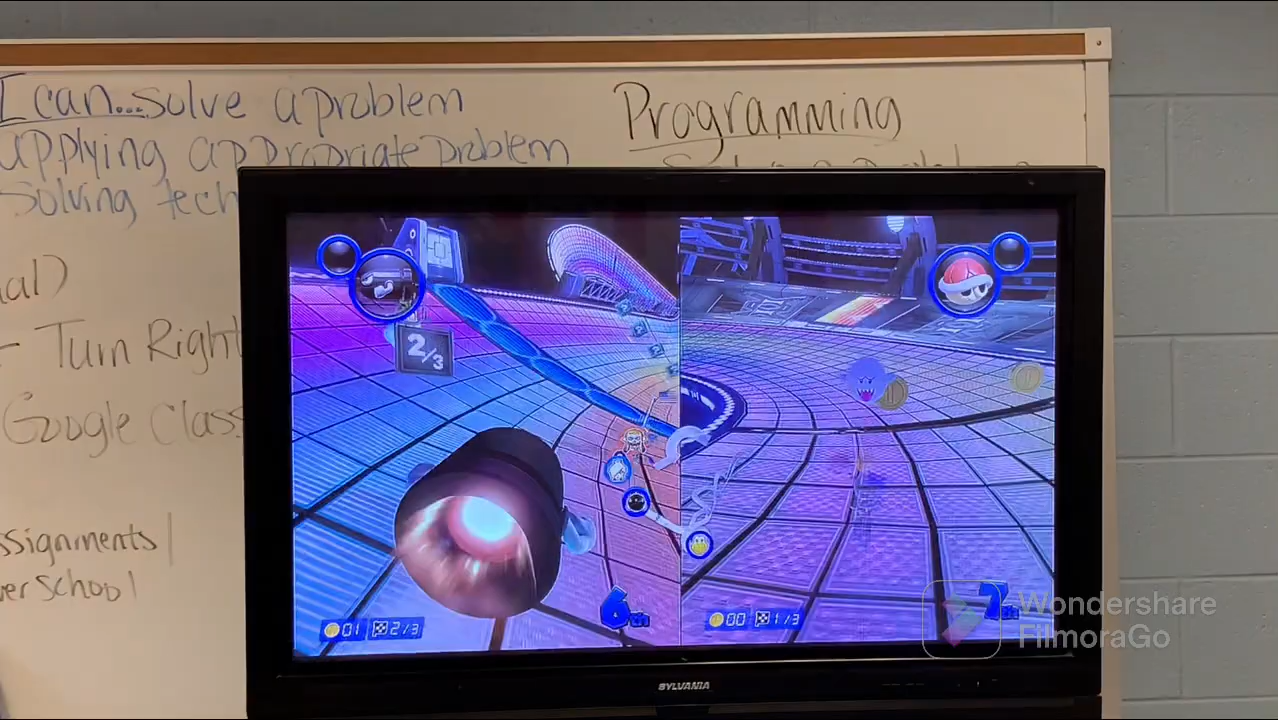 I can...solve a problem
applying appropriate problem
solving tech
Programming
Turn Right
Google Class
ssignments
er school
2/3
6th
01 2/3
00 1/3
7th
SYLVANIA
Wondershare
FilmoraGo